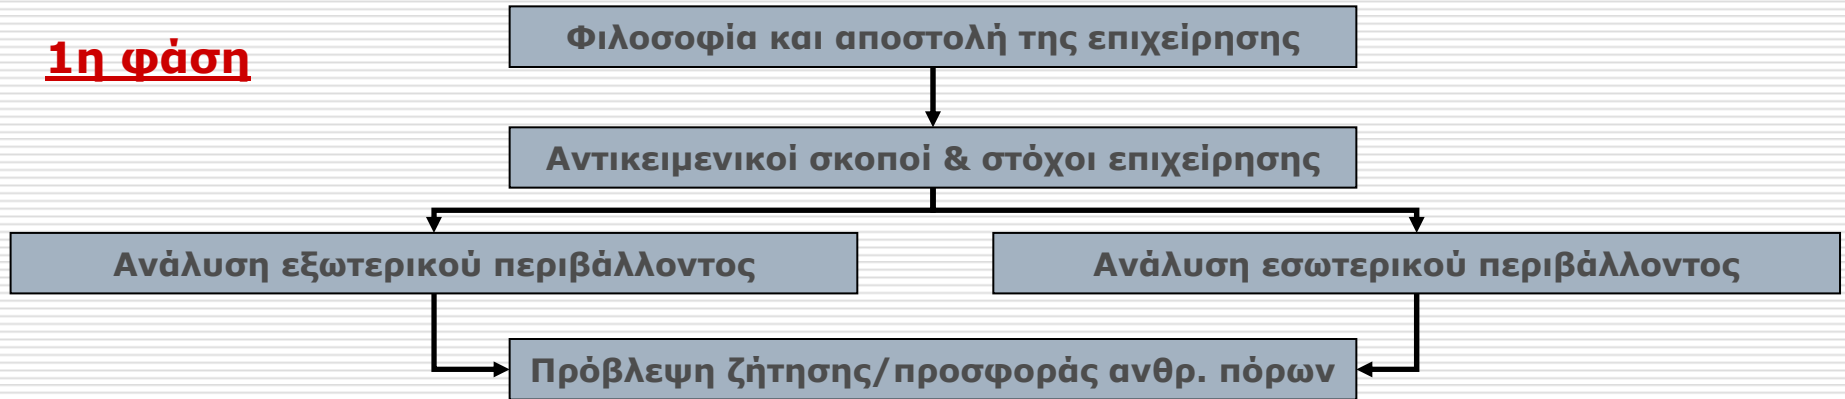 1η φάση
Φιλοσοφία και αποστολή της επιχείρησης
Αντικειμενικοί σκοποί & στόχοι επιχείρησης
Ανάλυση εξωτερικού περιβάλλοντος
Ανάλυση εσωτερικού περιβάλλοντος
Πρόβλεψη ζήτησης/προσφοράς ανθρ. πόρων